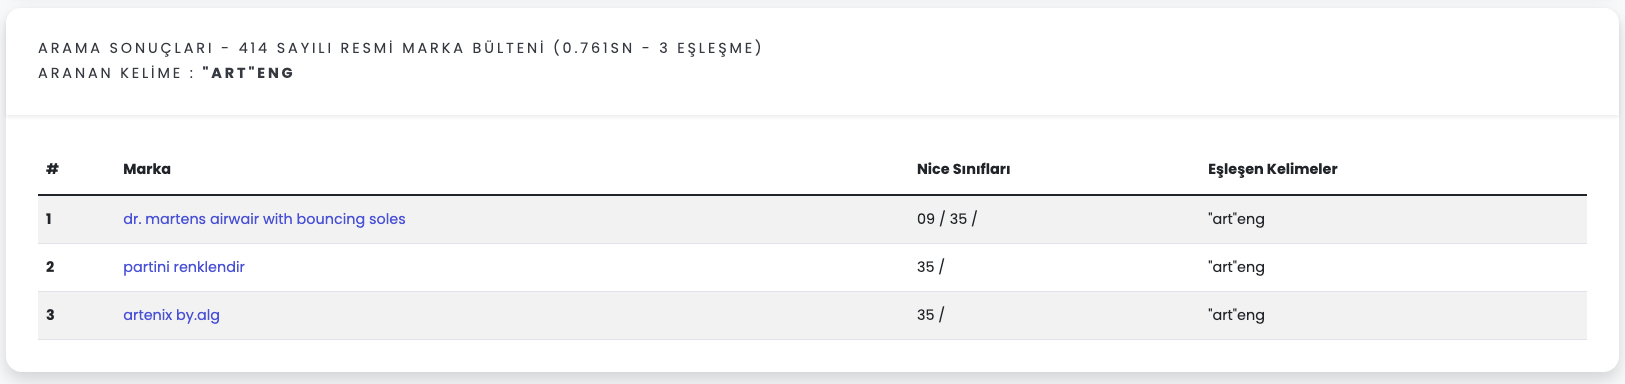 ARAMA SONUÇLARI - 414 SAYILI RESMİ MARKA BÜLTENİ (0.761SN - 3 EŞLEŞME)
ARANAN KELİME : "ART"ENG
# Marka Nice Sınıfları Eşleşen Kelimeler
1 dr. martens airwair with bouncing soles 09 / 35 / "art"eng
2 partini renklendir 35 / "art"eng
3 artenix by.alg 35 / "art"eng